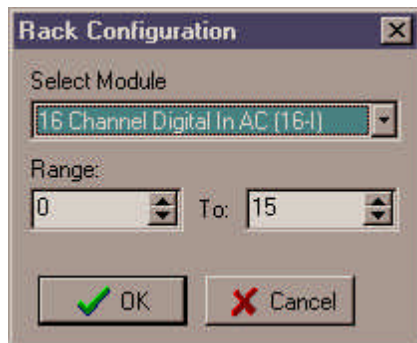 Rack Configuration
Select Module
16 Channel Digital In AC (16-I)
Range:
0 To: 15
OK Cancel